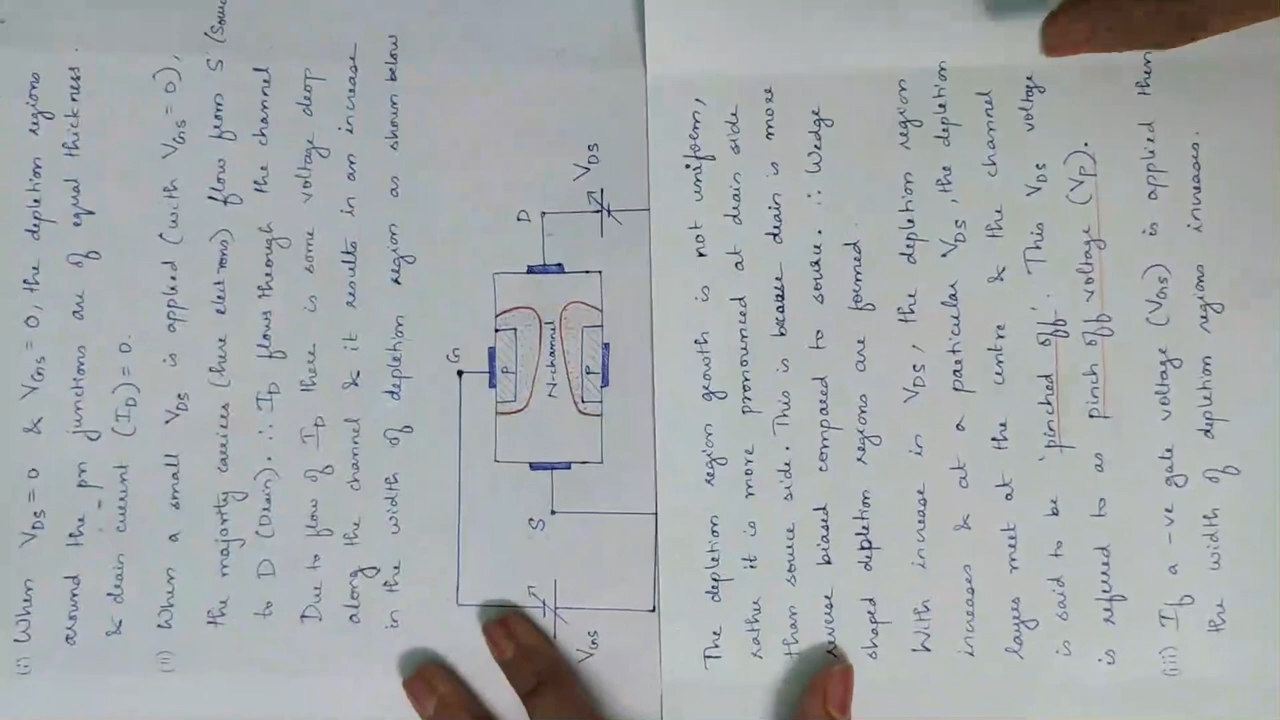 (i) When VDS = 0 & VGS = 0, the depletion regions
around the pn junctions are of equal thickness.
& drain current (ID) = 0.
(ii) When a small VDS is applied (with VGS = 0),
the majority carriers (here electrons) flow from S (Sour
to D (Drain). ∴ ID flows through the channel
Due to flow of ID there is some voltage drop
along the channel & it results in an increase
in the width of depletion region as shown below
G
P
N-channel
P
S
D
VGS
VDS
The depletion region growth is not uniform,
rather it is more pronounced at drain side
than source side. This is because drain is more
reverse biased compared to source. ∴ Wedge
shaped depletion regions are formed.
With increase in VDS, the depletion region
increases & at a particular VDS, the depletion
layers meet at the centre & the channel
is said to be 'pinched off'. This VDS voltage
is referred to as pinch off voltage (VP).
(iii) If a -ve gate voltage (VGS) is applied then
the width of depletion regions increases.